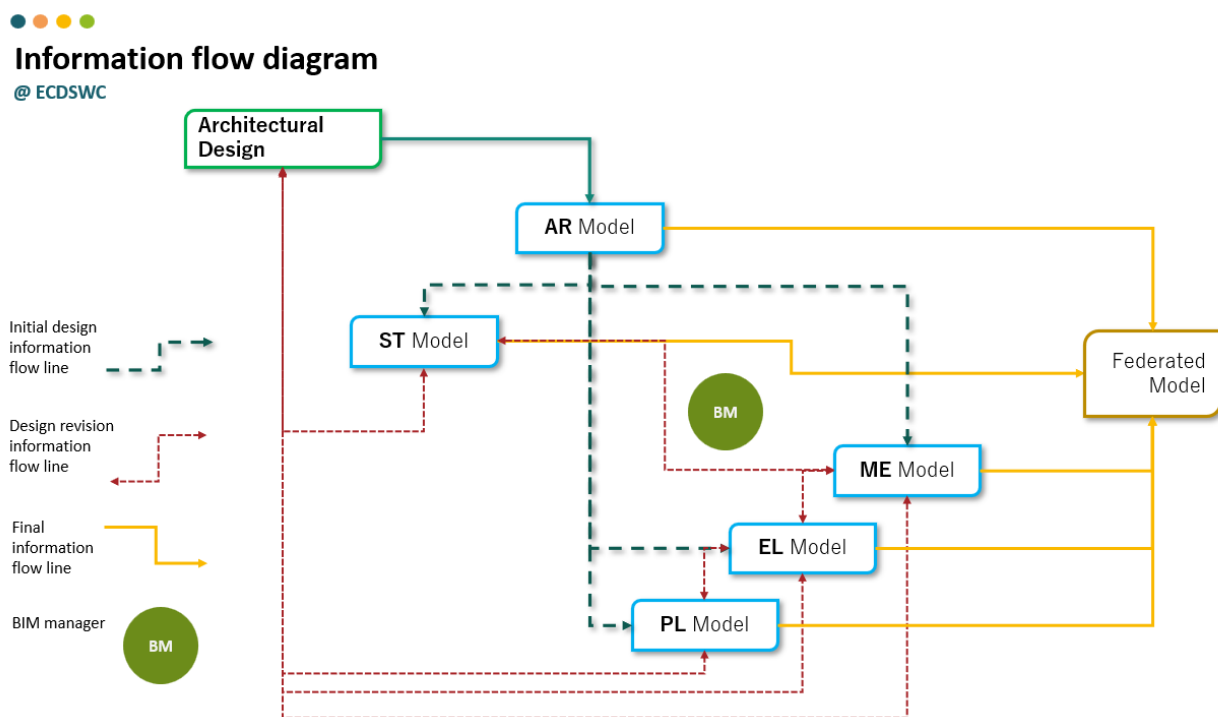 Information flow diagram
@ ECDSWC
Architectural
Design
AR Model
ST Model
Initial design
information
flow line
Federated
Model
BM
Design revision
information
flow line
ME Model
Final
information
flow line
EL Model
PL Model
BIM manager
BM